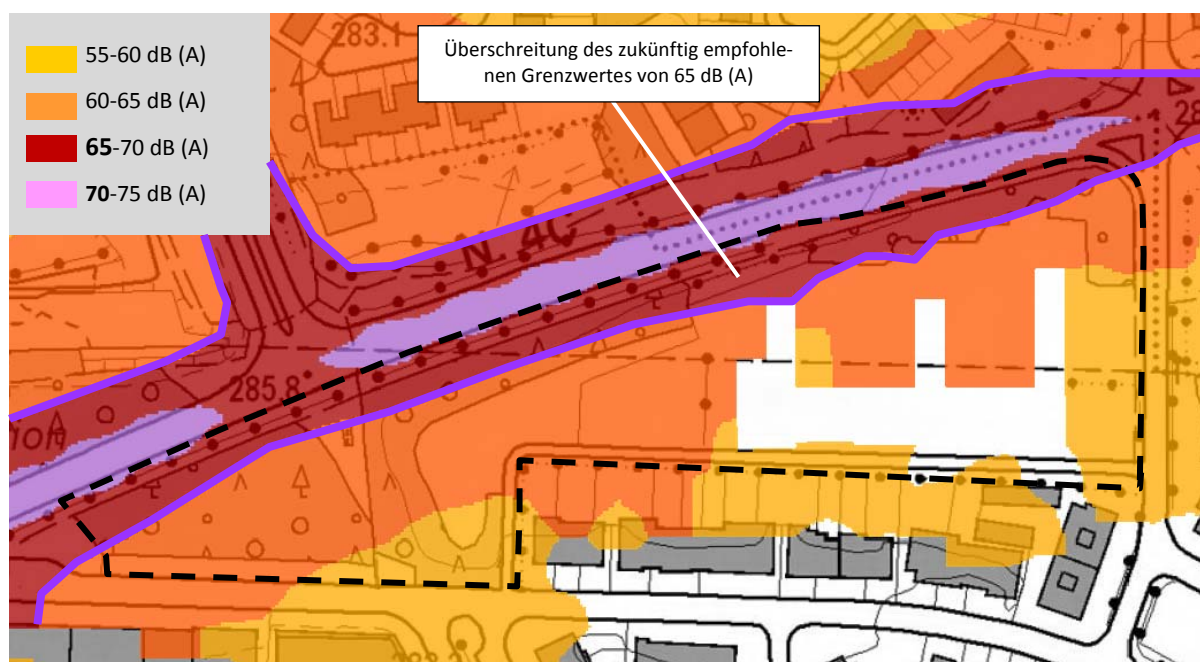 283.1
Überschreitung des zukünftig empfohle-
nen Grenzwertes von 65 dB (A)
55-60 dB (A)
60-65 dB (A)
65-70 dB (A)
70-75 dB (A)
285.8